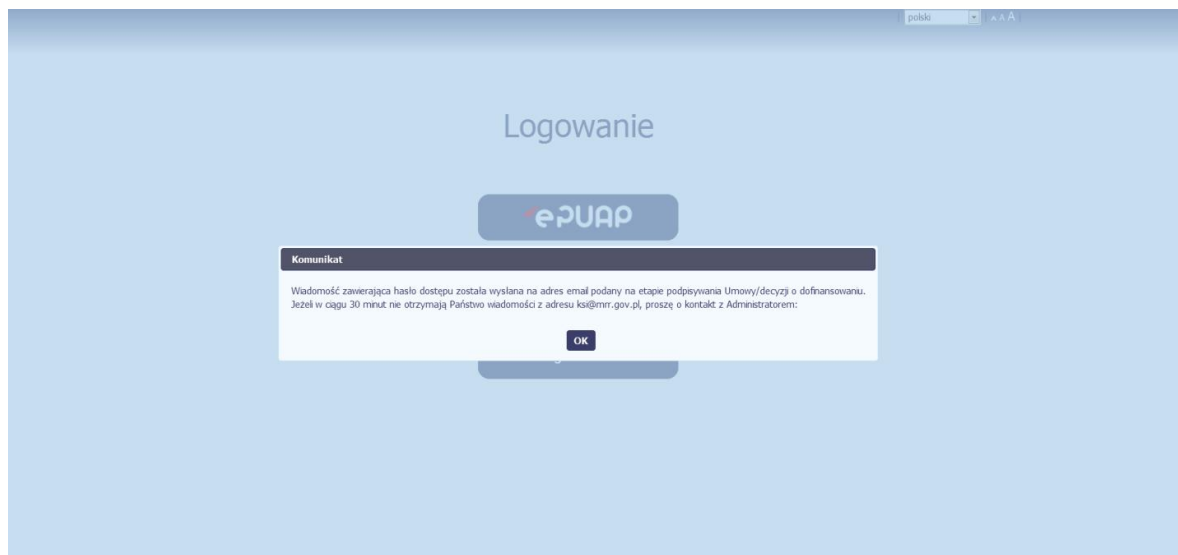 polski
A A A
Logowanie
ePUAP
Komunikat
Wiadomość zawierająca hasło dostępu została wysłana na adres email podany na etapie podpisywania Umowy/decyzji o dofinansowaniu.
Jeżeli w ciągu 30 minut nie otrzymają Państwo wiadomości z adresu ksi@mrr.gov.pl, proszę o kontakt z Administratorem:
OK